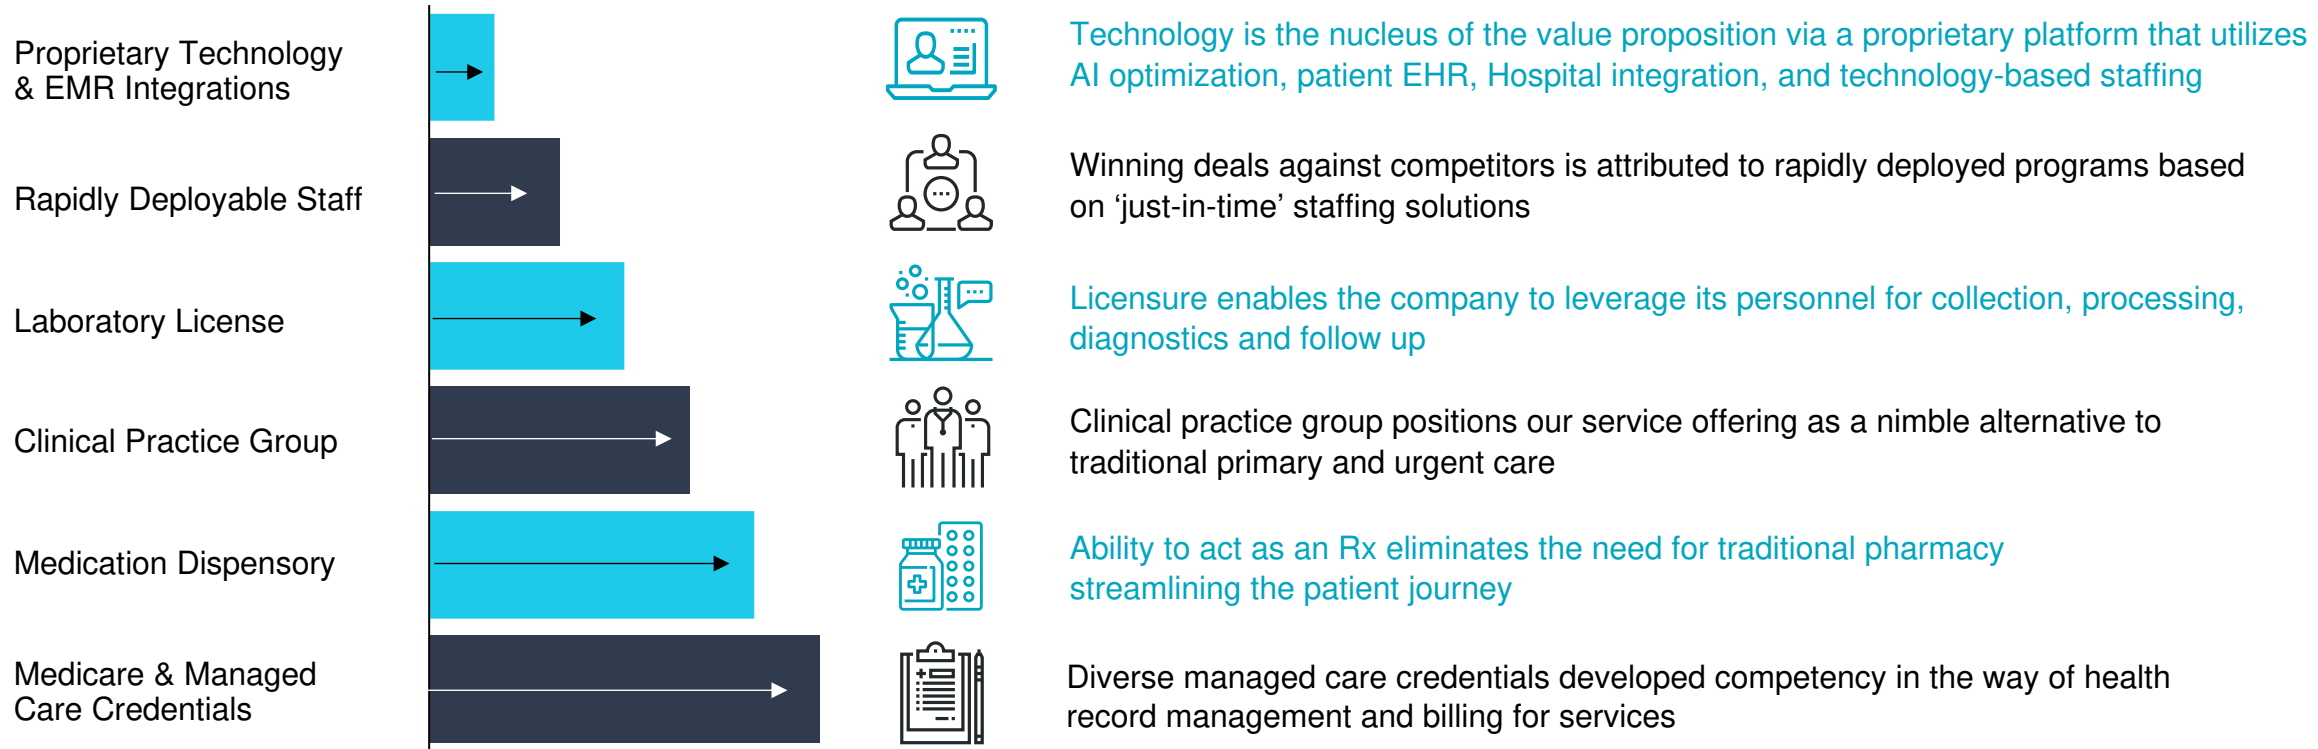 Proprietary Technology
& EMR Integrations
Technology is the nucleus of the value proposition via a proprietary platform that utilizes
AI optimization, patient EHR, Hospital integration, and technology-based staffing
Rapidly Deployable Staff
Winning deals against competitors is attributed to rapidly deployed programs based
on ‘just-in-time’ staffing solutions
Laboratory License
Licensure enables the company to leverage its personnel for collection, processing,
diagnostics and follow up
Clinical Practice Group
Clinical practice group positions our service offering as a nimble alternative to
traditional primary and urgent care
Medication Dispensory
Ability to act as an Rx eliminates the need for traditional pharmacy
streamlining the patient journey
Medicare & Managed
Care Credentials
Diverse managed care credentials developed competency in the way of health
record management and billing for services